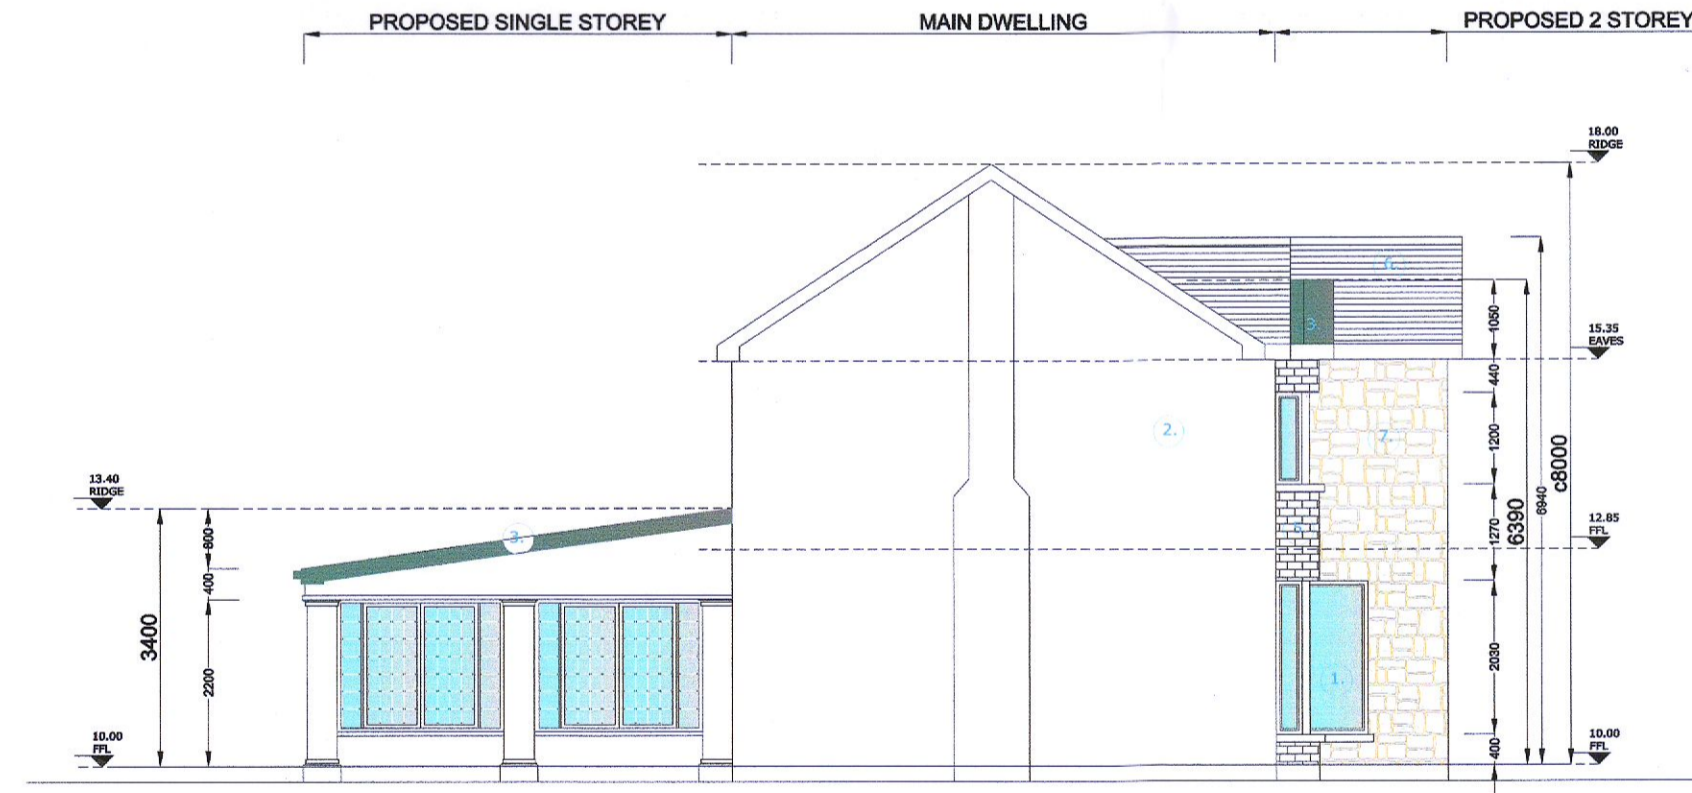 PROPOSED SINGLE STOREY
MAIN DWELLING
PROPOSED 2 STOREY
18.00
RIDGE
6.
3.
1050
15.35
EAVES
440
2.
7.
1200
c8000
13.40
RIDGE
3.
800
5.
1270
6390
6940
12.85
FFL
400
3400
2200
2030
1.
10.00
FFL
10.00
FFL
400